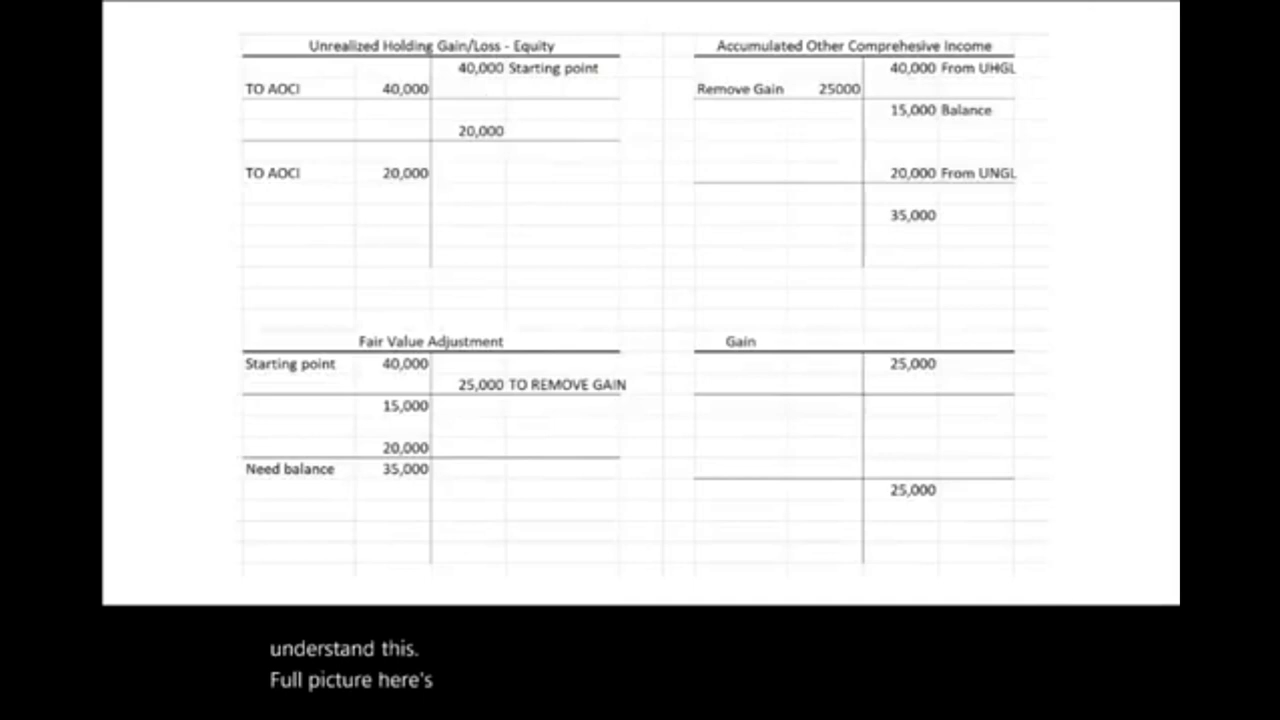 Unrealized Holding Gain/Loss - Equity
40,000 Starting point
TO AOCI 40,000
20,000
TO AOCI 20,000
Accumulated Other Comprehesive Income
40,000 From UHGL
Remove Gain 25000
15,000 Balance
20,000 From UNGL
35,000
Fair Value Adjustment
Starting point 40,000
25,000 TO REMOVE GAIN
15,000
20,000
Need balance 35,000
Gain
25,000
25,000
understand this.
Full picture here's